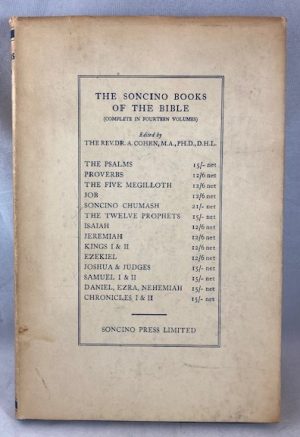 THE SONCINO BOOKS
OF THE BIBLE
(COMPLETE IN FOURTEEN VOLUMES)
Edited by
THE REV. DR. A. COHEN, M.A., PH.D., D.H.L.
THE PSALMS 15/- net
PROVERBS 12/6 net
THE FIVE MEGILLOTH 12/6 net
JOB 12/6 net
SONCINO CHUMASH 21/- net
THE TWELVE PROPHETS 15/- net
ISAIAH 12/6 net
JEREMIAH 12/6 net
KINGS I & II 12/6 net
EZEKIEL 12/6 net
JOSHUA & JUDGES 15/- net
SAMUEL I & II 15/- net
DANIEL, EZRA, NEHEMIAH 15/- net
CHRONICLES, I & II 15/- net
SONCINO PRESS LIMITED